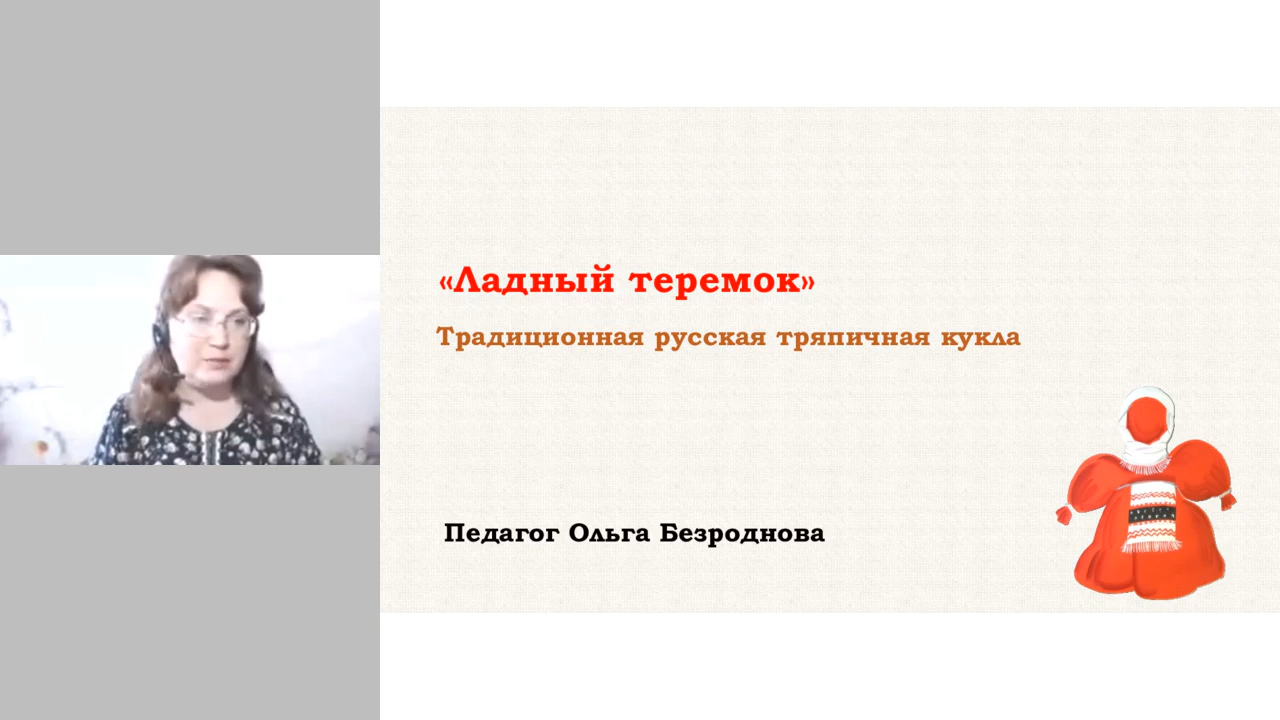 «Ладный теремок»
Традиционная русская тряпичная кукла
Педагог Ольга Безроднова